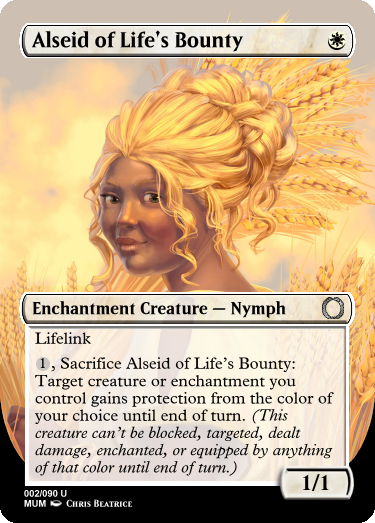 Alseid of Life's Bounty
Enchantment Creature — Nymph
Lifelink
1, Sacrifice Alseid of Life's Bounty:
Target creature or enchantment you
control gains protection from the color of
your choice until end of turn. (This
creature can't be blocked, targeted, dealt
damage, enchanted, or equipped by anything
of that color until end of turn.)
1/1
002/090 U
MUM Chris Beatrice